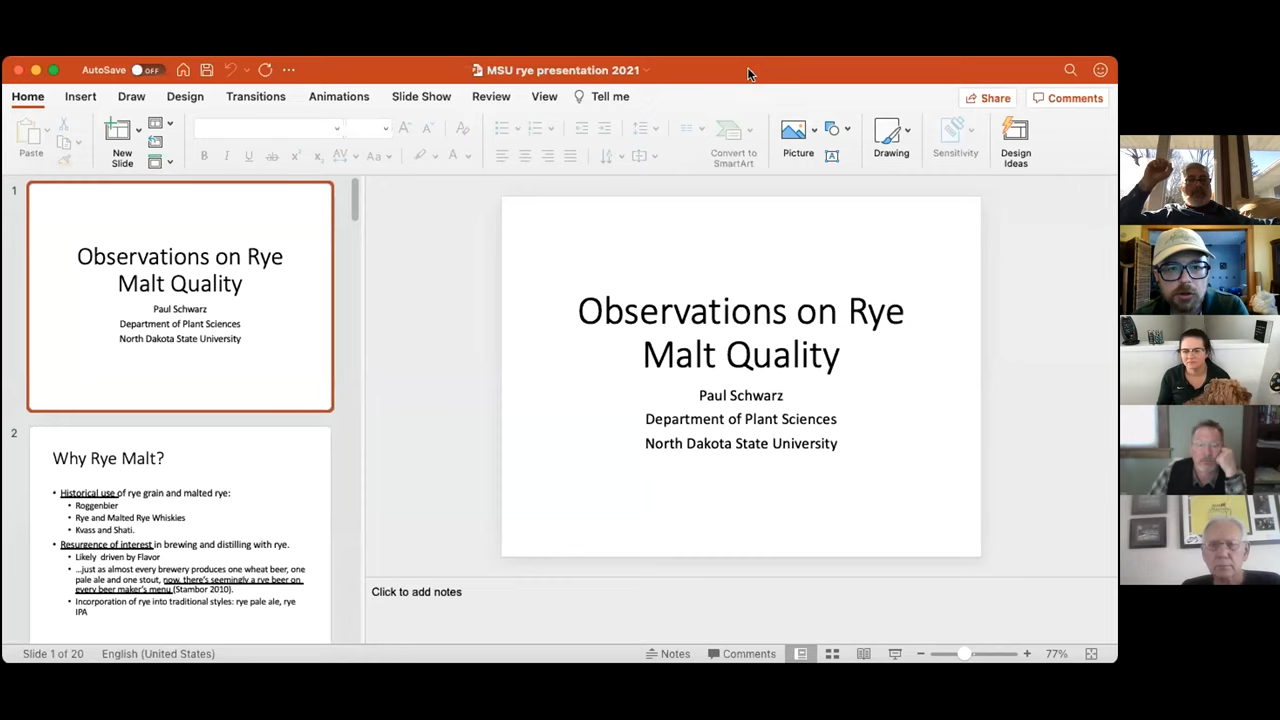 AutoSave OFF
MSU rye presentation 2021
Home Insert Draw Design Transitions Animations Slide Show Review View Tell me
Share Comments
Paste
New
Slide
B I U ab x x AV Aa A
Convert to
SmartArt
Picture
Drawing
Sensitivity
Design
Ideas
1
Observations on Rye
Malt Quality
Paul Schwarz
Department of Plant Sciences
North Dakota State University
2
Why Rye Malt?
• Historical use of rye grain and malted rye:
• Roggenbier
• Rye and Malted Rye Whiskies
• Kvass and Shati.
• Resurgence of interest in brewing and distilling with rye.
• Likely driven by Flavor
• ...just as almost every brewery produces one wheat beer, one
pale ale and one stout, now, there's seemingly a rye beer on
every beer maker's menu (Stambor 2010).
• Incorporation of rye into traditional styles: rye pale ale, rye
IPA
Observations on Rye
Malt Quality
Paul Schwarz
Department of Plant Sciences
North Dakota State University
Click to add notes
Slide 1 of 20 English (United States) Notes Comments 77%